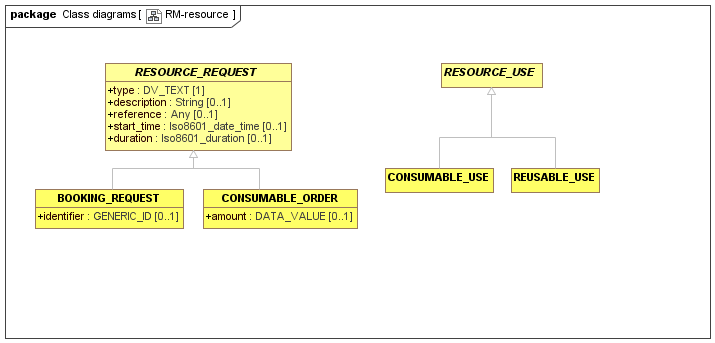 package Class diagrams [ RM-resource ]
RESOURCE_REQUEST
+type : DV_TEXT [1]
+description : String [0..1]
+reference : Any [0..1]
+start_time : Iso8601_date_time [0..1]
+duration : Iso8601_duration [0..1]
RESOURCE_USE
BOOKING_REQUEST
+identifier : GENERIC_ID [0..1]
CONSUMABLE_ORDER
+amount : DATA_VALUE [0..1]
CONSUMABLE_USE
REUSABLE_USE